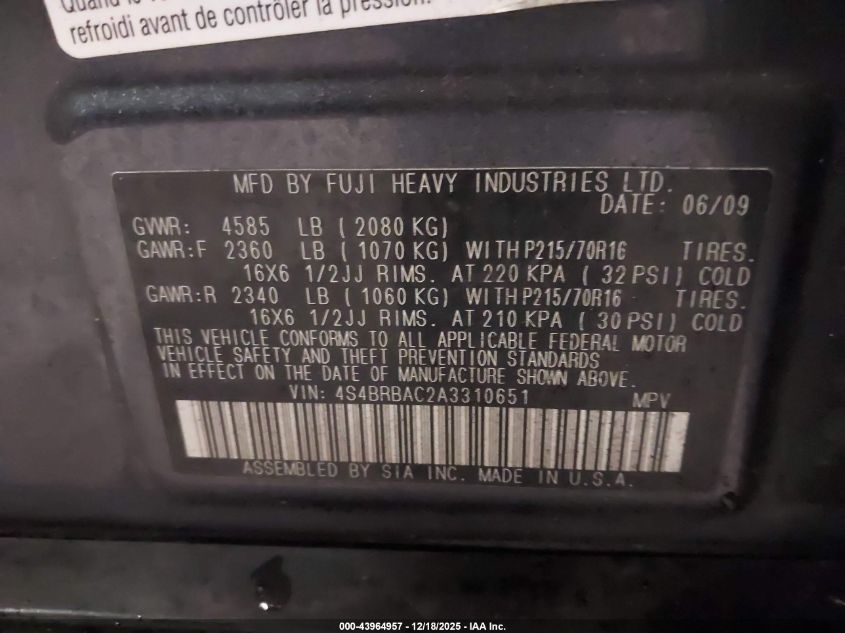 Quand le
refroidi avant de contrôler la pression.
MFD BY FUJI HEAVY INDUSTRIES LTD.
DATE: 06/09
GVWR: 4585 LB ( 2080 KG)
GAWR:F 2360 LB ( 1070 KG) WITH P215/70R16 TIRES.
16X6 1/2JJ RIMS. AT 220 KPA ( 32 PSI) COLD
GAWR:R 2340 LB ( 1060 KG) WITH P215/70R16 TIRES.
16X6 1/2JJ RIMS. AT 210 KPA ( 30 PSI) COLD
THIS VEHICLE CONFORMS TO ALL APPLICABLE FEDERAL MOTOR
VEHICLE SAFETY AND THEFT PREVENTION STANDARDS
IN EFFECT ON THE DATE OF MANUFACTURE SHOWN ABOVE.
VIN: 4S4BRBAC2A3310651 MPV
ASSEMBLED BY SIA INC. MADE IN U.S.A.
000-43964957 - 12/18/2025 - IAA Inc.